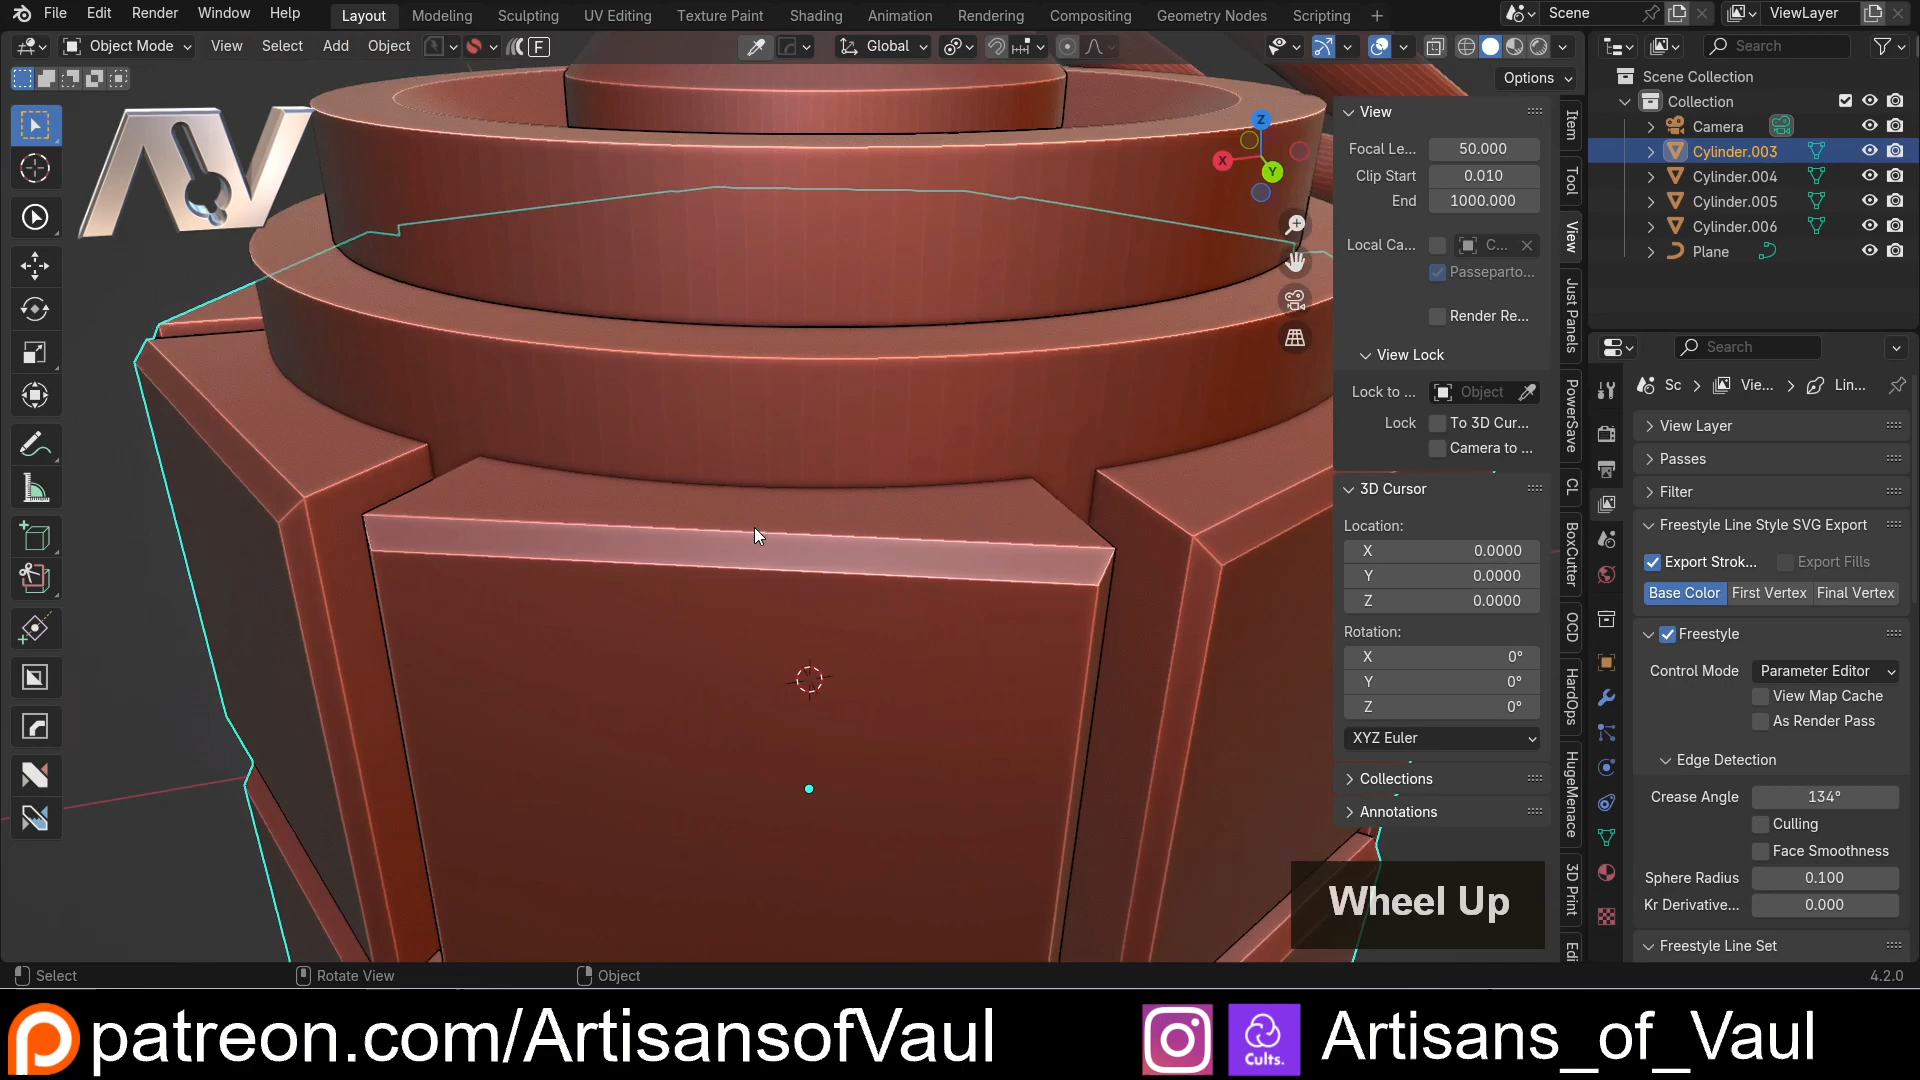 File Edit Render Window Help Layout Modeling Sculpting UV Editing Texture Paint Shading Animation Rendering Compositing Geometry Nodes Scripting + Scene ViewLayer
Object Mode View Select Add Object F Global Search
Options
Scene Collection
Collection
Camera
Cylinder.003
Cylinder.004
Cylinder.005
Cylinder.006
Plane
AV
Z
X
Y
View
Focal Le... 50.000
Clip Start 0.010
End 1000.000
Local Ca... C...
Passeparto...
Render Re...
View Lock
Lock to ... Object
Lock To 3D Cur...
Camera to ...
3D Cursor
Location:
X 0.0000
Y 0.0000
Z 0.0000
Rotation:
X 0°
Y 0°
Z 0°
XYZ Euler
Collections
Annotations
Item
Tool
View
Just Panels
PowerSave
CL
BoxCutter
OCD
HardOps
HugeMenace
3D Print
Edi
Search
Sc Vie... Lin...
View Layer
Passes
Filter
Freestyle Line Style SVG Export
Export Strok... Export Fills
Base Color First Vertex Final Vertex
Freestyle
Control Mode Parameter Editor
View Map Cache
As Render Pass
Edge Detection
Crease Angle 134°
Culling
Face Smoothness
Sphere Radius 0.100
Kr Derivative... 0.000
Freestyle Line Set
Wheel Up
Select Rotate View Object 4.2.0
patreon.com/ArtisansofVaul Cults. Artisans_of_Vaul